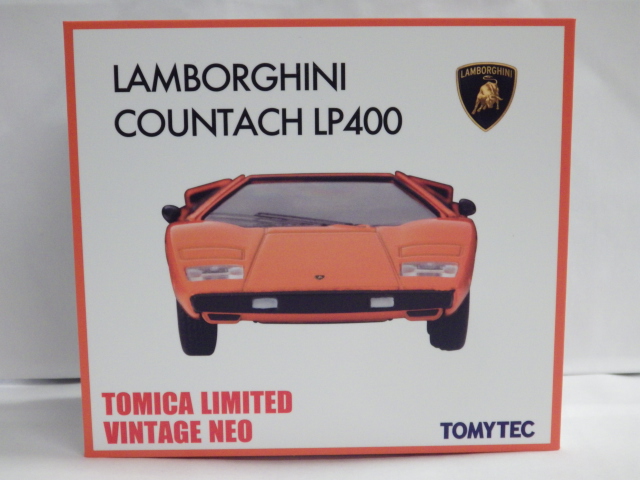 LAMBORGHINI
COUNTACH LP400
LAMBORGHINI
TOMICA LIMITED
VINTAGE NEO
TOMYTEC